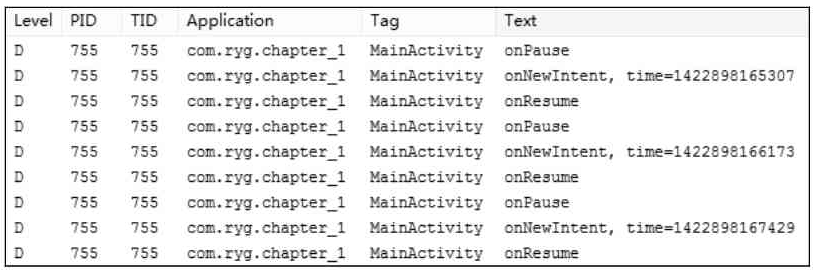 Level PID TID Application Tag Text
D 755 755 com.ryg.chapter_1 MainActivity onPause
D 755 755 com.ryg.chapter_1 MainActivity onNewIntent, time=1422898165307
D 755 755 com.ryg.chapter_1 MainActivity onResume
D 755 755 com.ryg.chapter_1 MainActivity onPause
D 755 755 com.ryg.chapter_1 MainActivity onNewIntent, time=1422898166173
D 755 755 com.ryg.chapter_1 MainActivity onResume
D 755 755 com.ryg.chapter_1 MainActivity onPause
D 755 755 com.ryg.chapter_1 MainActivity onNewIntent, time=1422898167429
D 755 755 com.ryg.chapter_1 MainActivity onResume